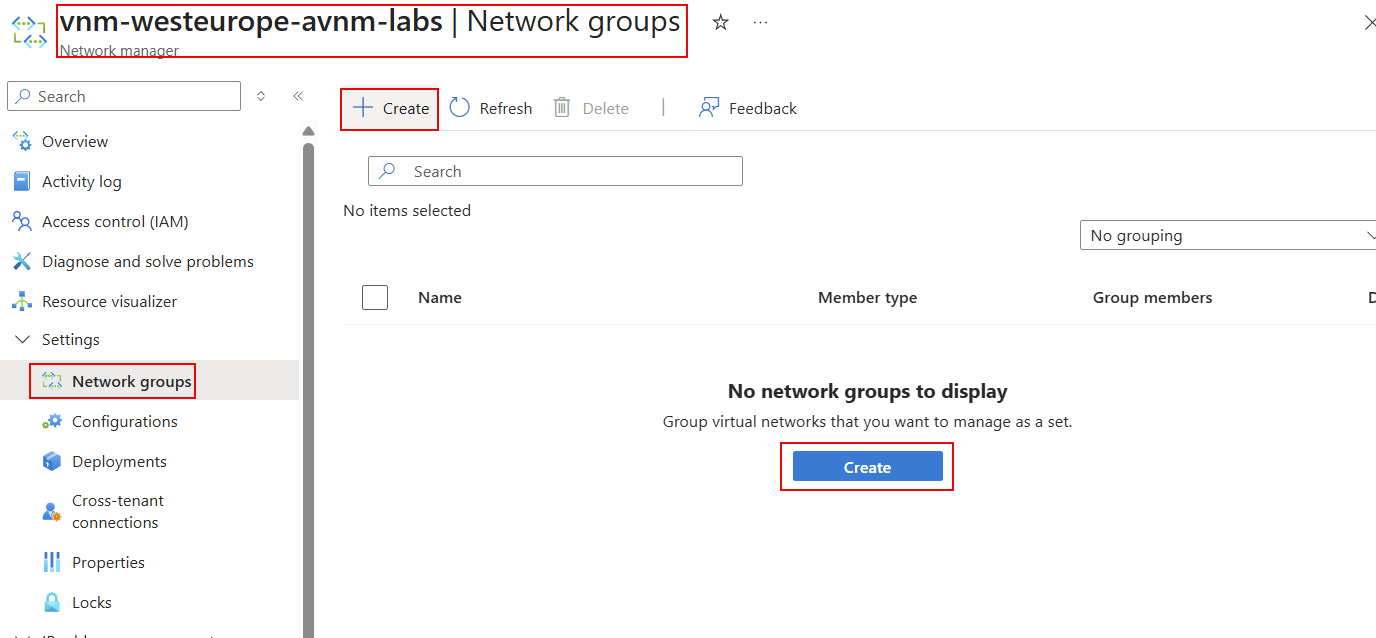 vnm-westeurope-avnm-labs | Network groups
Network manager
Search
Overview
Activity log
Access control (IAM)
Diagnose and solve problems
Resource visualizer
Settings
Network groups
Configurations
Deployments
Cross-tenant
connections
Properties
Locks
Create Refresh Delete | Feedback
Search
No items selected
No grouping
Name Member type Group members
No network groups to display
Group virtual networks that you want to manage as a set.
Create